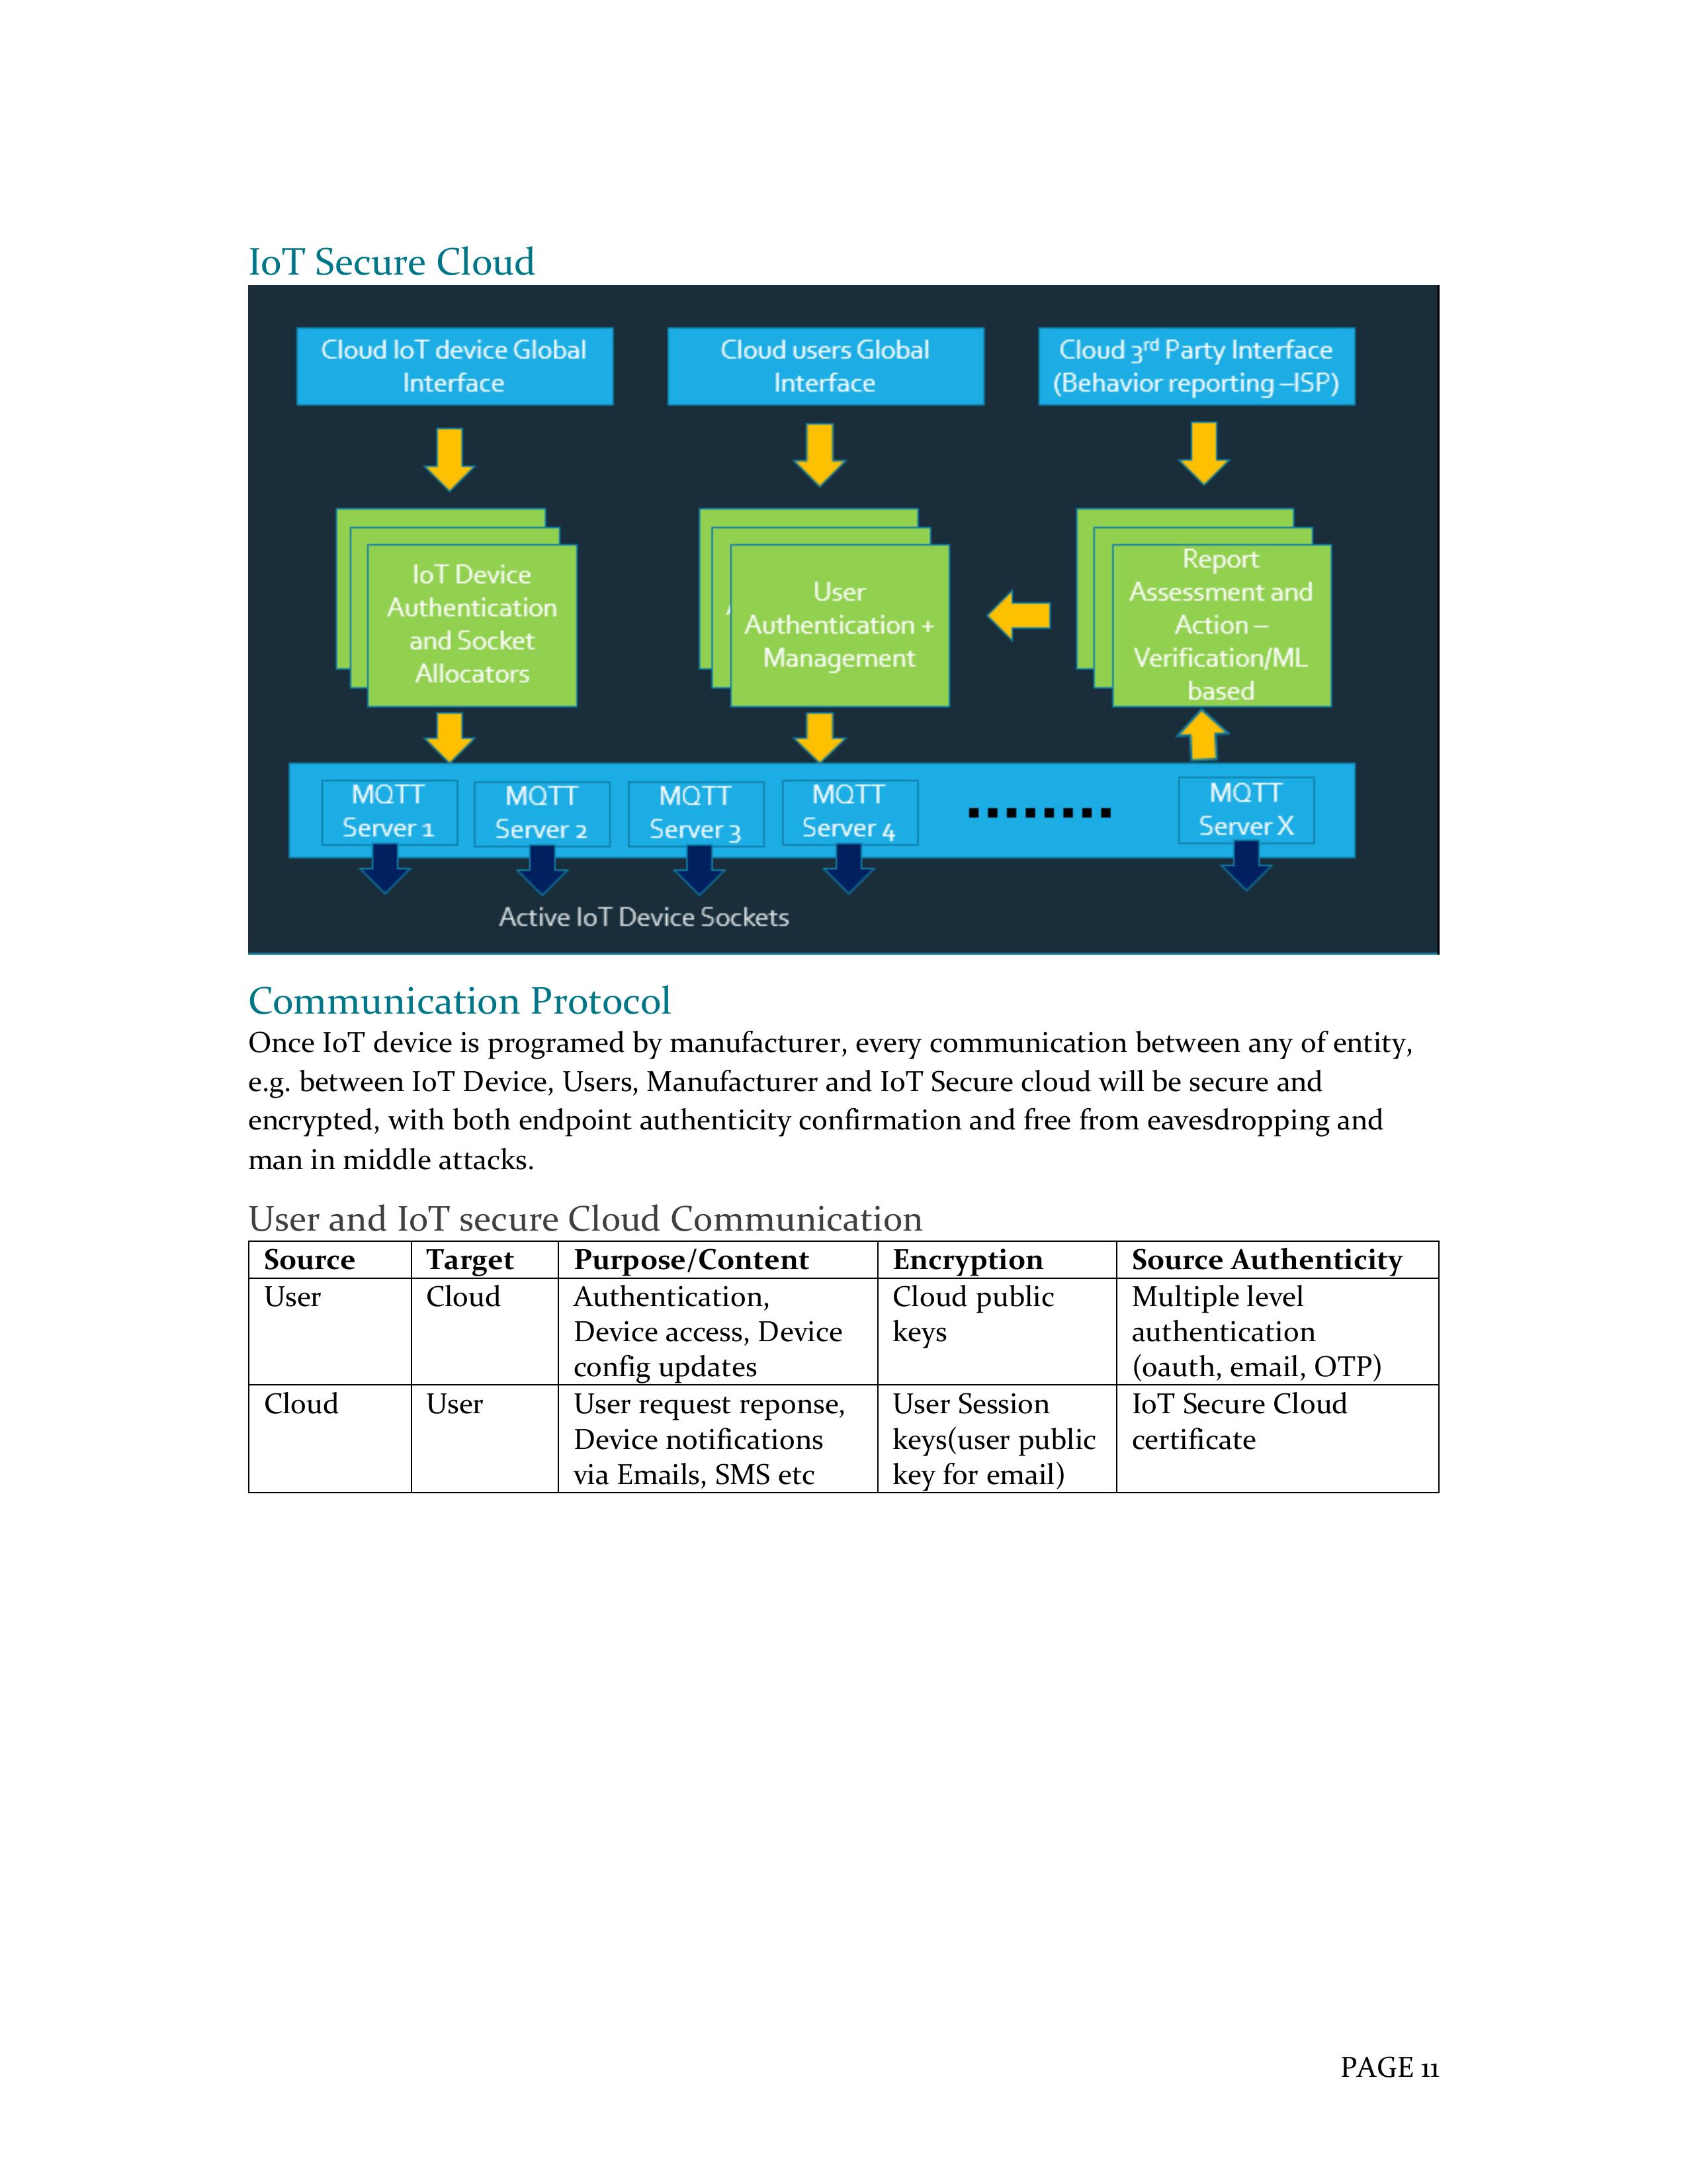 IoT Secure Cloud
Cloud IoT device Global
Interface
Cloud users Global
Interface
Cloud 3rd Party Interface
(Behavior reporting –ISP)
IoT Device
Authentication
and Socket
Allocators
User
Authentication +
Management
Report
Assessment and
Action –
Verification/ML
based
MQTT
Server 1
MQTT
Server 2
MQTT
Server 3
MQTT
Server 4
MQTT
Server X
Active IoT Device Sockets
Communication Protocol
Once IoT device is programed by manufacturer, every communication between any of entity,
e.g. between IoT Device, Users, Manufacturer and IoT Secure cloud will be secure and
encrypted, with both endpoint authenticity confirmation and free from eavesdropping and
man in middle attacks.
User and IoT secure Cloud Communication
Source Target Purpose/Content Encryption Source Authenticity
User Cloud Authentication, Cloud public Multiple level
Device access, Device keys authentication
config updates (oauth, email, OTP)
Cloud User User request reponse, User Session IoT Secure Cloud
Device notifications keys(user public certificate
via Emails, SMS etc key for email)
PAGE 11